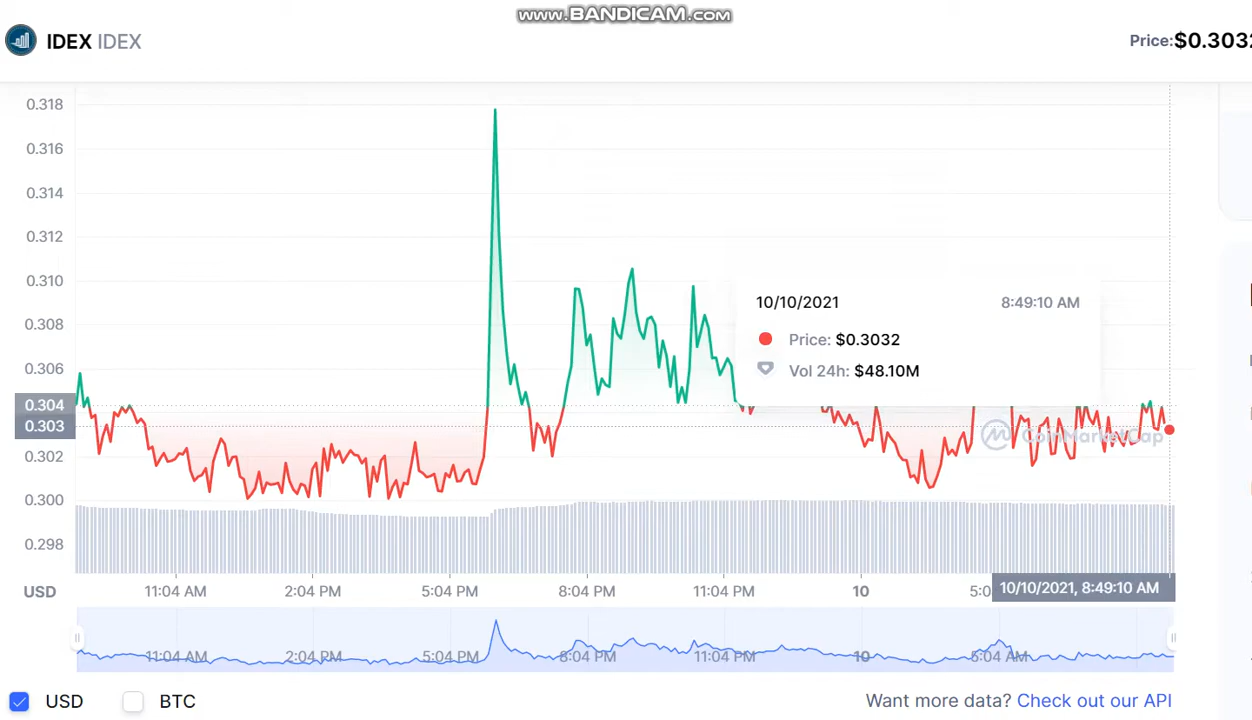 www.BANDICAM.com
IDEX IDEX
Price:$0.3032
0.318
0.316
0.314
0.312
0.310
10/10/2021 8:49:10 AM
0.308
Price: $0.3032
0.306
Vol 24h: $48.10M
0.304
0.303
CoinMarketCap
0.302
0.300
0.298
USD 11:04 AM 2:04 PM 5:04 PM 8:04 PM 11:04 PM 10 5:0 10/10/2021, 8:49:10 AM
11:04 AM 2:04 PM 5:04 PM 8:04 PM 11:04 PM 10 5:04 AM
USD BTC
Want more data? Check out our API